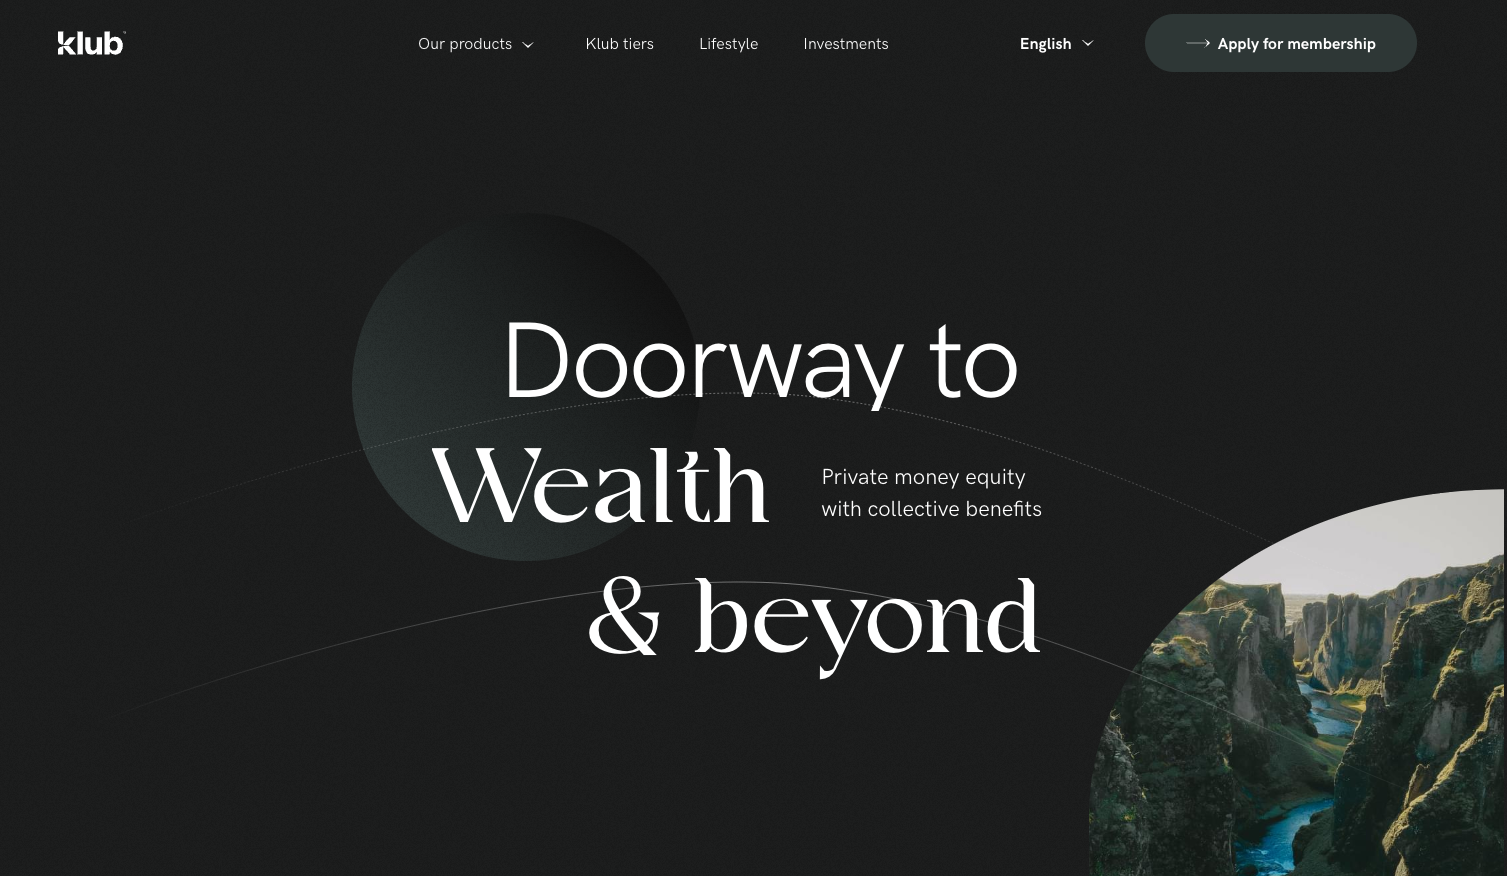 klub
Our products
Klub tiers
Lifestyle
Investments
English
Apply for membership
Doorway to
Wealth
Private money equity
with collective benefits
& beyond